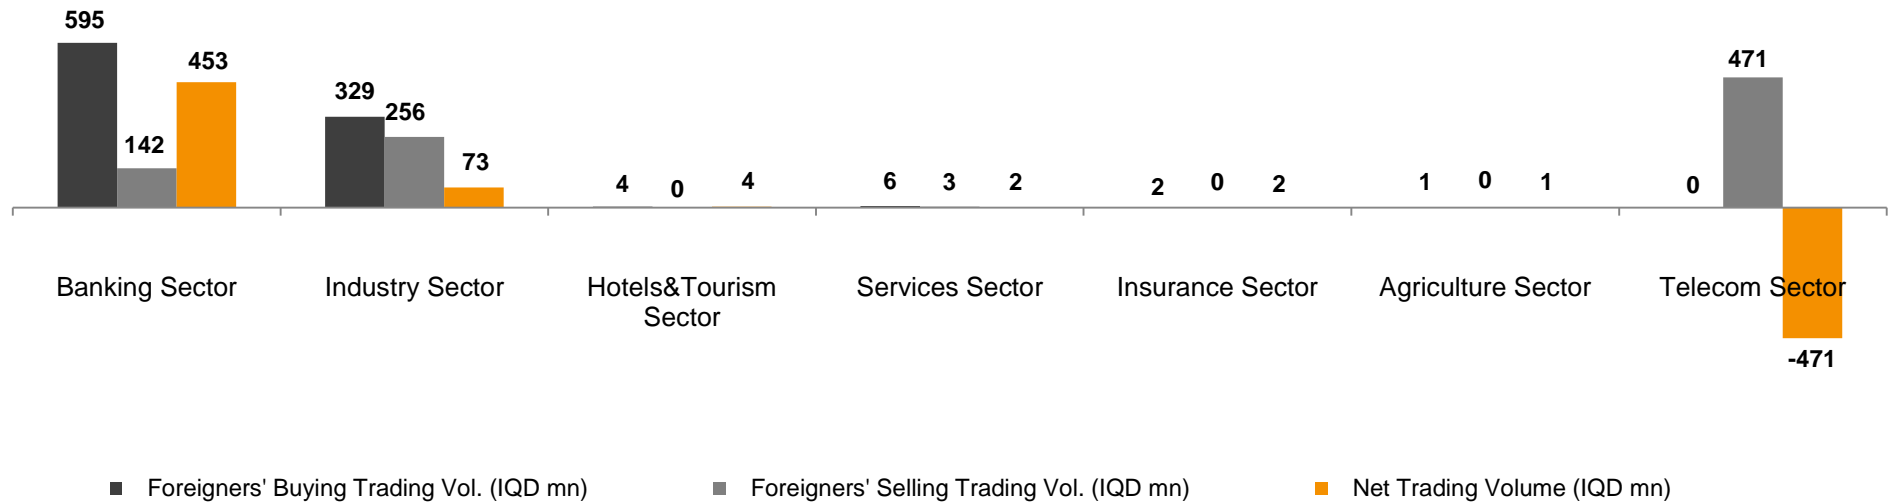 595
142
453
329
256
73
4
0
4
6
3
2
2
0
2
1
0
1
0
471
-471
Banking Sector
Industry Sector
Hotels&Tourism
Sector
Services Sector
Insurance Sector
Agriculture Sector
Telecom Sector
Foreigners' Buying Trading Vol. (IQD mn)
Foreigners' Selling Trading Vol. (IQD mn)
Net Trading Volume (IQD mn)